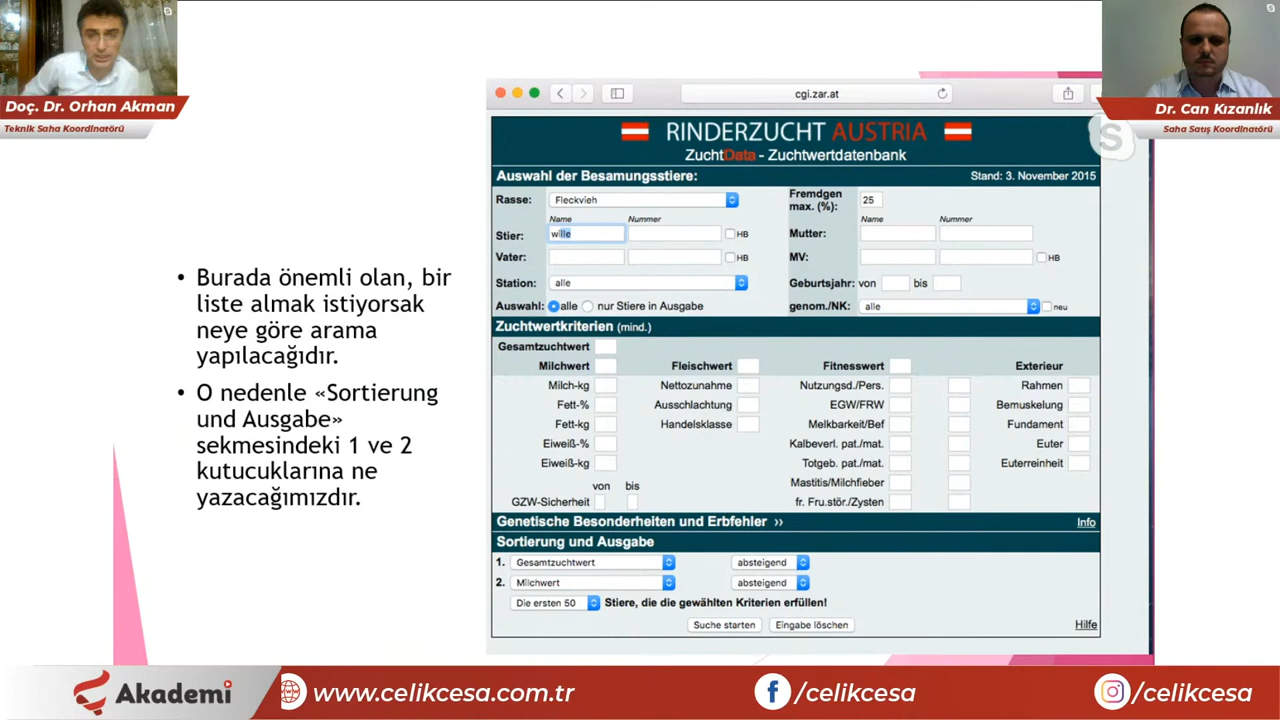 Doç. Dr. Orhan Akman
Teknik Saha Koordinatörü
Dr. Can Kızanlık
Saha Satış Koordinatörü
• Burada önemli olan, bir
liste almak istiyorsak
neye göre arama
yapılacağıdır.
• O nedenle «Sortierung
und Ausgabe»
sekmesindeki 1 ve 2
kutucuklarına ne
yazacağımızdır.
cgi.zar.at
RINDERZUCHT AUSTRIA
ZuchtData - Zuchtwertdatenbank
Auswahl der Besamungsstiere: Stand: 3. November 2015
Rasse: Fleckvieh Fremdgen max. (%): 25
Name Nummer Name Nummer
Stier: wille HB Mutter:
Vater: HB MV: HB
Station: alle Geburtsjahr: von bis
Auswahl: alle nur Stiere in Ausgabe genom./NK: alle neu
Zuchtwertkriterien (mind.)
Gesamtzuchtwert
Milchwert Fleischwert Fitnesswert Exterieur
Milch-kg Nettozunahme Nutzungsd./Pers. Rahmen
Fett-% Ausschlachtung EGW/FRW Bemuskelung
Fett-kg Handelsklasse Melkbarkeit/Bef Fundament
Eiweiß-% Kalbeverl. pat./mat. Euter
Eiweiß-kg Totgeb. pat./mat. Euterreinheit
von bis Mastitis/Milchfieber
GZW-Sicherheit fr. Fru.stör./Zysten
Genetische Besonderheiten und Erbfehler ›› Info
Sortierung und Ausgabe
1. Gesamtzuchtwert absteigend
2. Milchwert absteigend
Die ersten 50 Stiere, die die gewählten Kriterien erfüllen!
Suche starten Eingabe löschen Hilfe
Akademi www.celikcesa.com.tr /celikcesa /celikcesa